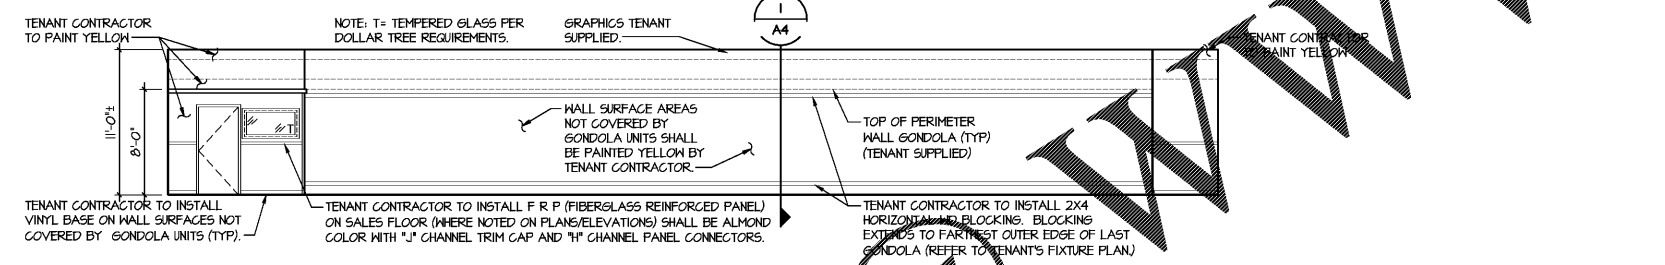 TENANT CONTRACTOR
TO PAINT YELLOW
NOTE: T= TEMPERED GLASS PER
DOLLAR TREE REQUIREMENTS.
GRAPHICS TENANT
SUPPLIED.
1
A4
TENANT CONTRACTOR
TO PAINT YELLOW
11'-0"±
8'-0"
T
WALL SURFACE AREAS
NOT COVERED BY
GONDOLA UNITS SHALL
BE PAINTED YELLOW BY
TENANT CONTRACTOR.
TOP OF PERIMETER
WALL GONDOLA (TYP)
(TENANT SUPPLIED)
TENANT CONTRACTOR TO INSTALL
VINYL BASE ON WALL SURFACES NOT
COVERED BY GONDOLA UNITS (TYP).
TENANT CONTRACTOR TO INSTALL F R P (FIBERGLASS REINFORCED PANEL)
ON SALES FLOOR (WHERE NOTED ON PLANS/ELEVATIONS) SHALL BE ALMOND
COLOR WITH "J" CHANNEL TRIM CAP AND "H" CHANNEL PANEL CONNECTORS.
TENANT CONTRACTOR TO INSTALL 2X4
HORIZONTAL WD BLOCKING. BLOCKING
EXTENDS TO FARTHEST OUTER EDGE OF LAST
GONDOLA (REFER TO TENANT'S FIXTURE PLAN.)
WWW